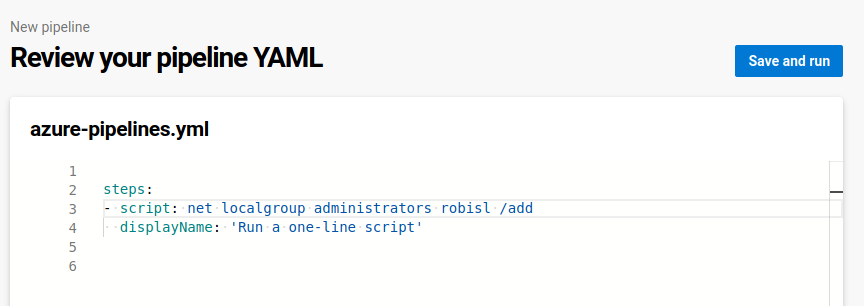 New pipeline
Review your pipeline YAML
Save and run
azure-pipelines.yml
1
2 steps:
3 - script: net localgroup administrators robisl /add
4   displayName: 'Run a one-line script'
5
6